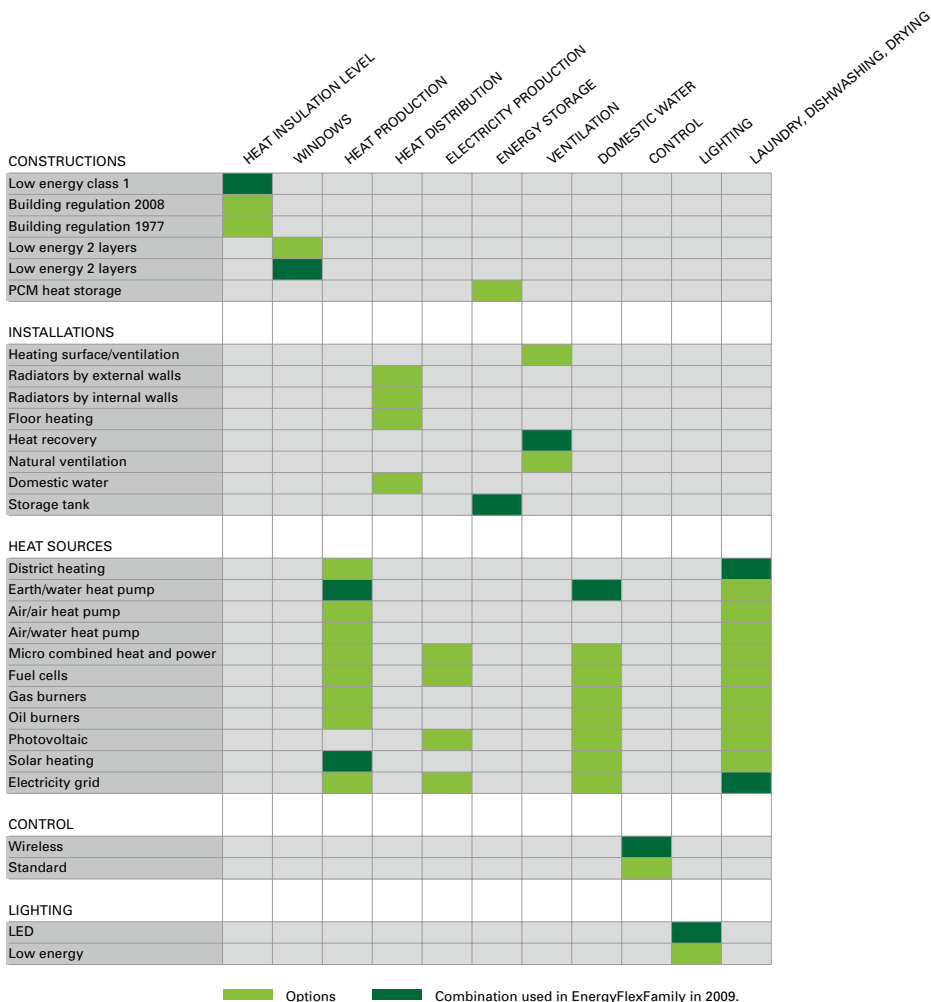 HEAT INSULATION LEVEL
WINDOWS
HEAT PRODUCTION
HEAT DISTRIBUTION
ELECTRICITY PRODUCTION
ENERGY STORAGE
VENTILATION
DOMESTIC WATER
CONTROL
LIGHTING
LAUNDRY, DISHWASHING, DRYING
CONSTRUCTIONS
Low energy class 1
Building regulation 2008
Building regulation 1977
Low energy 2 layers
Low energy 2 layers
PCM heat storage
INSTALLATIONS
Heating surface/ventilation
Radiators by external walls
Radiators by internal walls
Floor heating
Heat recovery
Natural ventilation
Domestic water
Storage tank
HEAT SOURCES
District heating
Earth/water heat pump
Air/air heat pump
Air/water heat pump
Micro combined heat and power
Fuel cells
Gas burners
Oil burners
Photovoltaic
Solar heating
Electricity grid
CONTROL
Wireless
Standard
LIGHTING
LED
Low energy
Options
Combination used in EnergyFlexFamily in 2009.